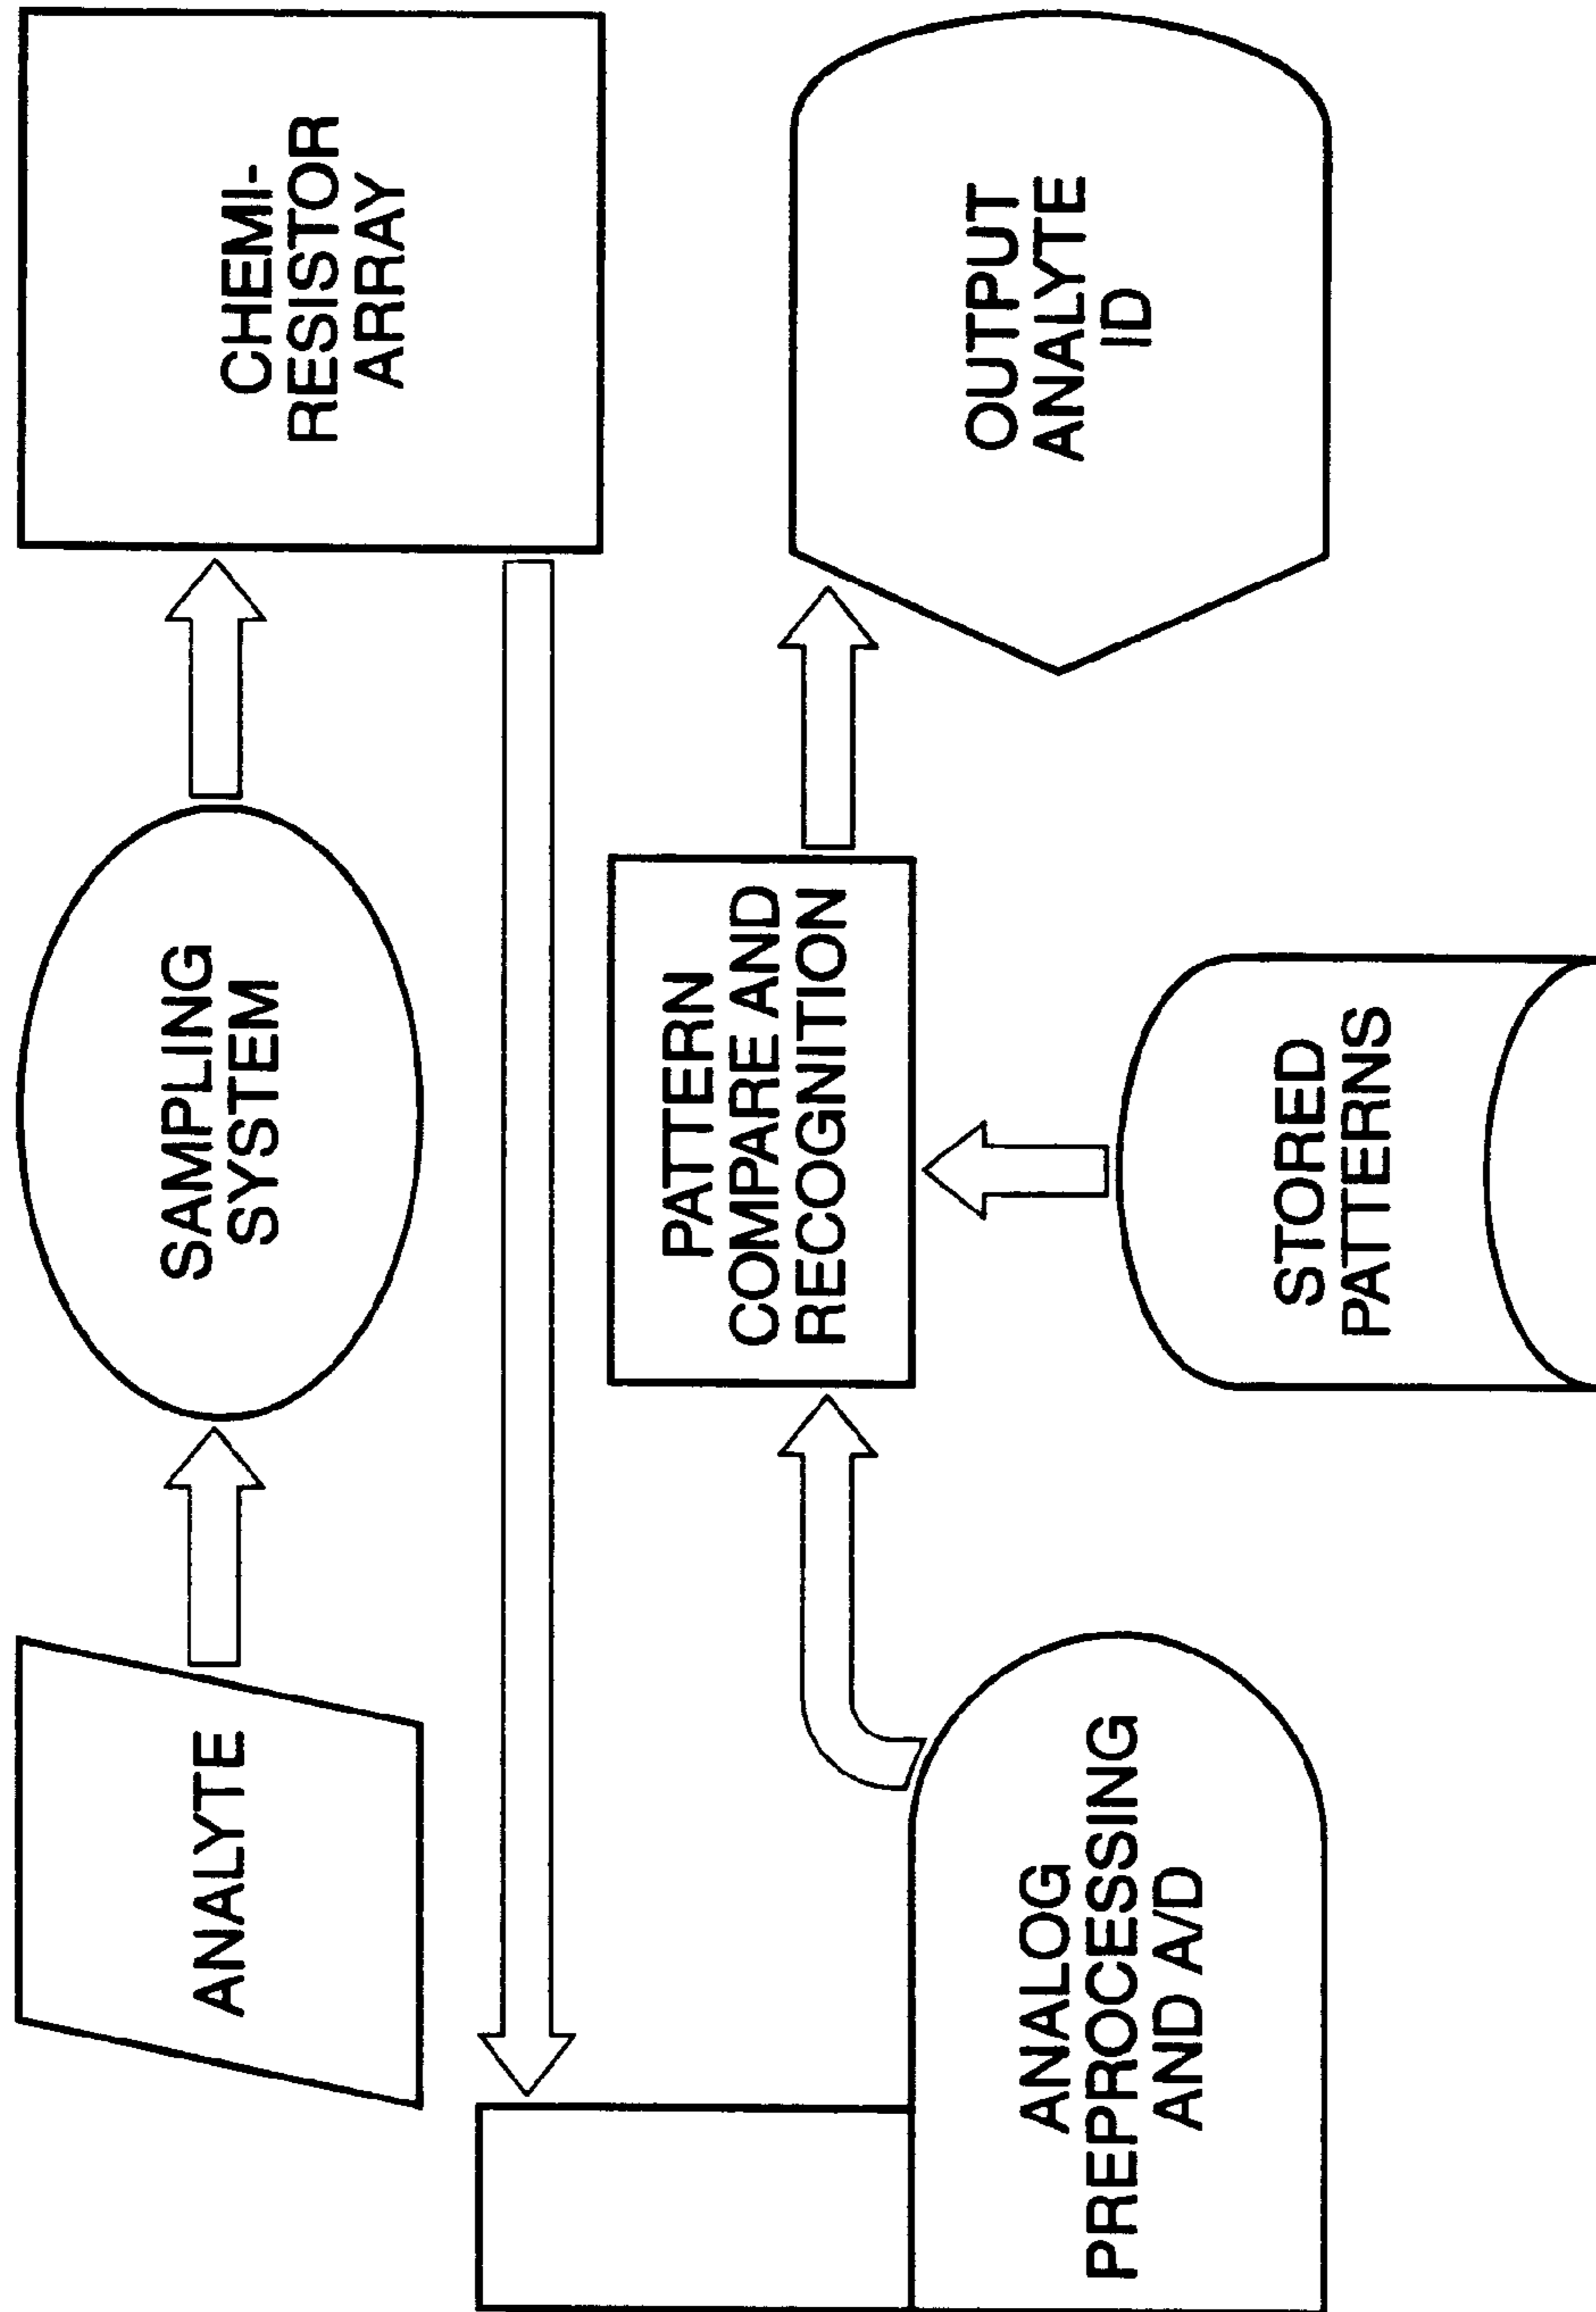 ANALYTE
SAMPLING
SYSTEM
CHEMI-
RESISTOR
ARRAY
ANALOG
PREPROCESSING
AND A/D
PATTERN
COMPARE AND
RECOGNITION
STORED
PATTERNS
OUTPUT
ANALYTE
ID